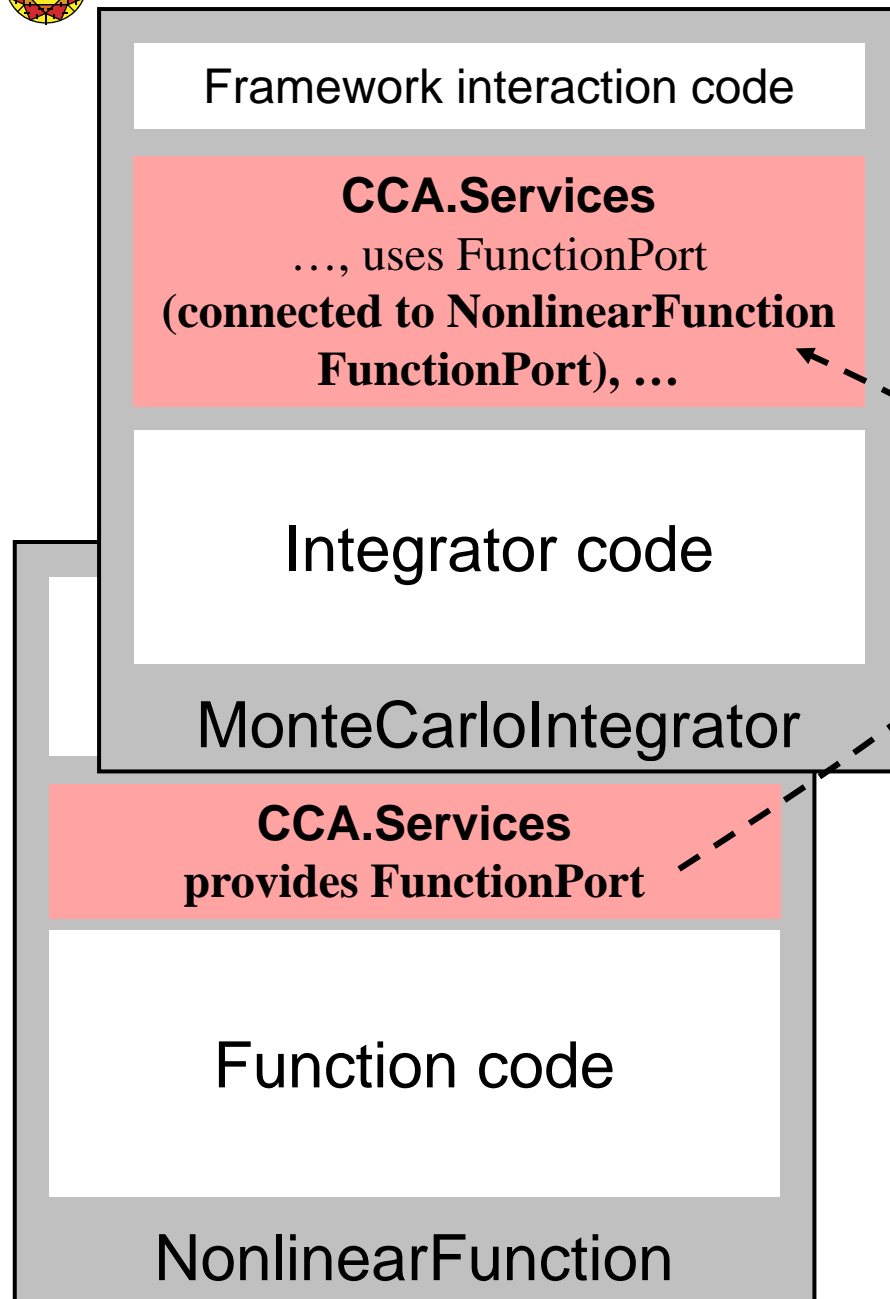 Framework interaction code
CCA.Services
…, uses FunctionPort
(connected to NonlinearFunction
FunctionPort), …
Integrator code
MonteCarloIntegrator
CCA.Services
provides FunctionPort
Function code
NonlinearFunction